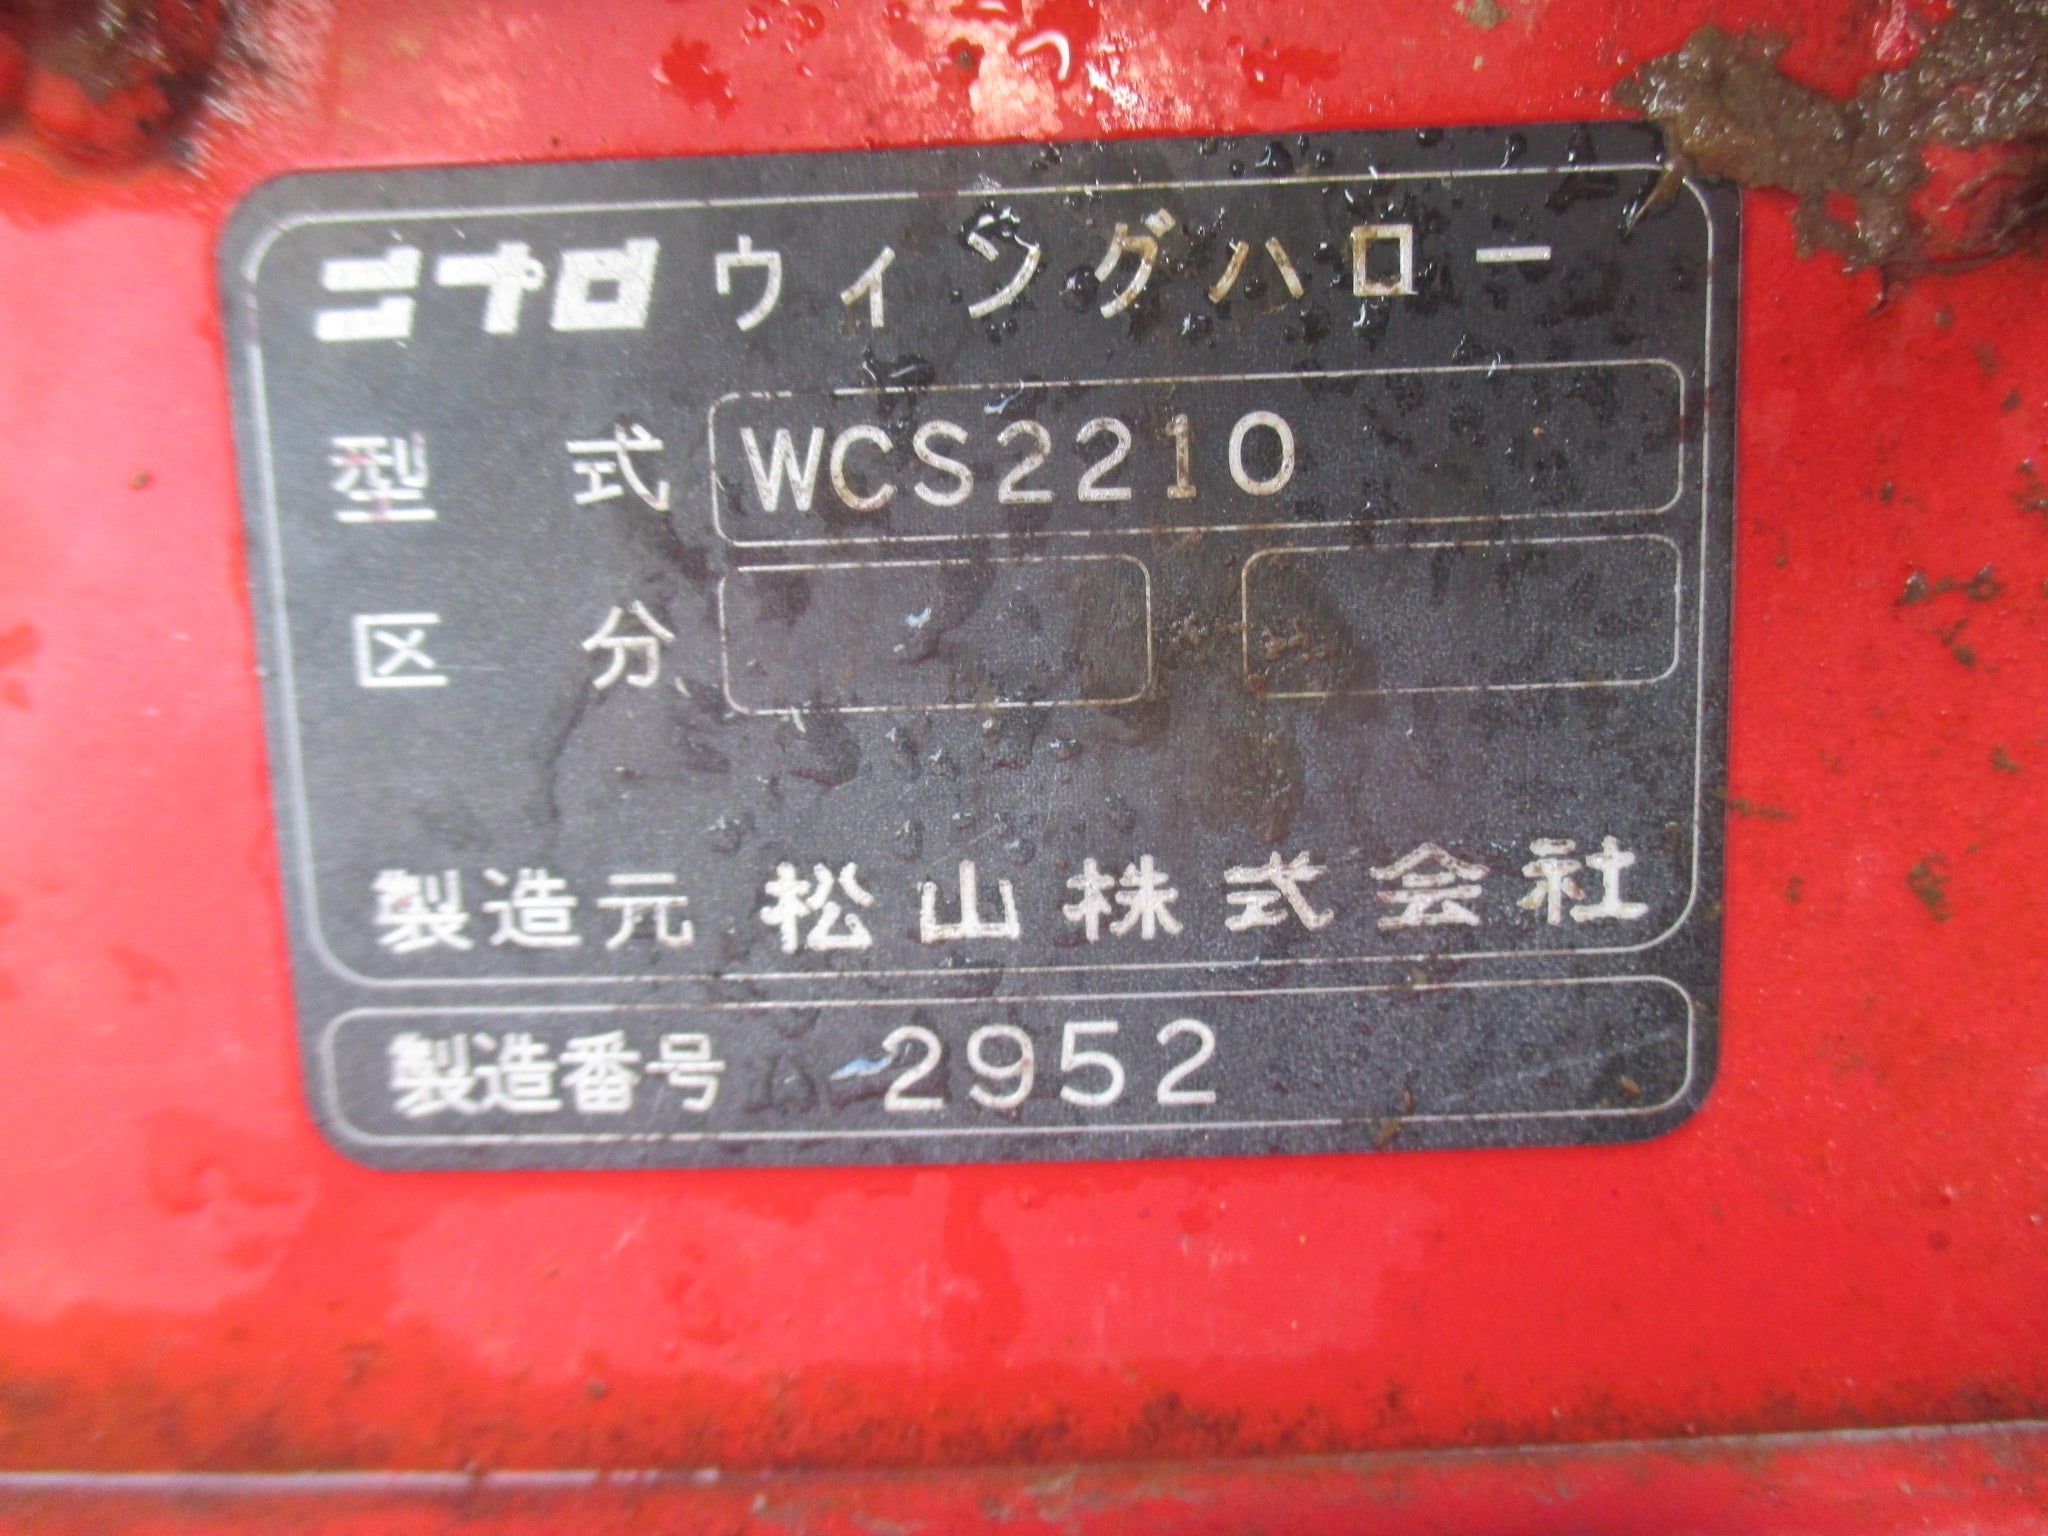 ニプロ ウィングハロー
型式 WCS2210
区分
製造元 松山株式会社
製造番号 2952